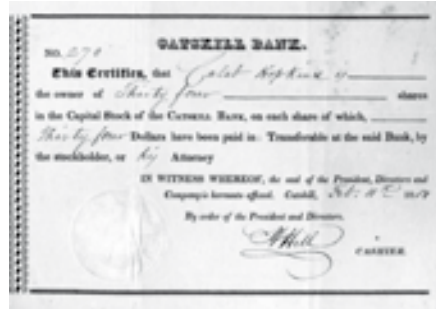 CATSKILL BANK.
NO. 270
This Certifies, that Caleb Hopkins is
the owner of Thirty four shares
in the Capital Stock of the CATSKILL BANK, on each share of which,
Thirty four Dollars have been paid in: Transferable at the said Bank, by
the stockholder, or his Attorney
IN WITNESS WHEREOF, the seal of the President, Directors and
Company is hereunto affixed. Catskill,
By order of the President and Directors.
Hill
CASHIER.